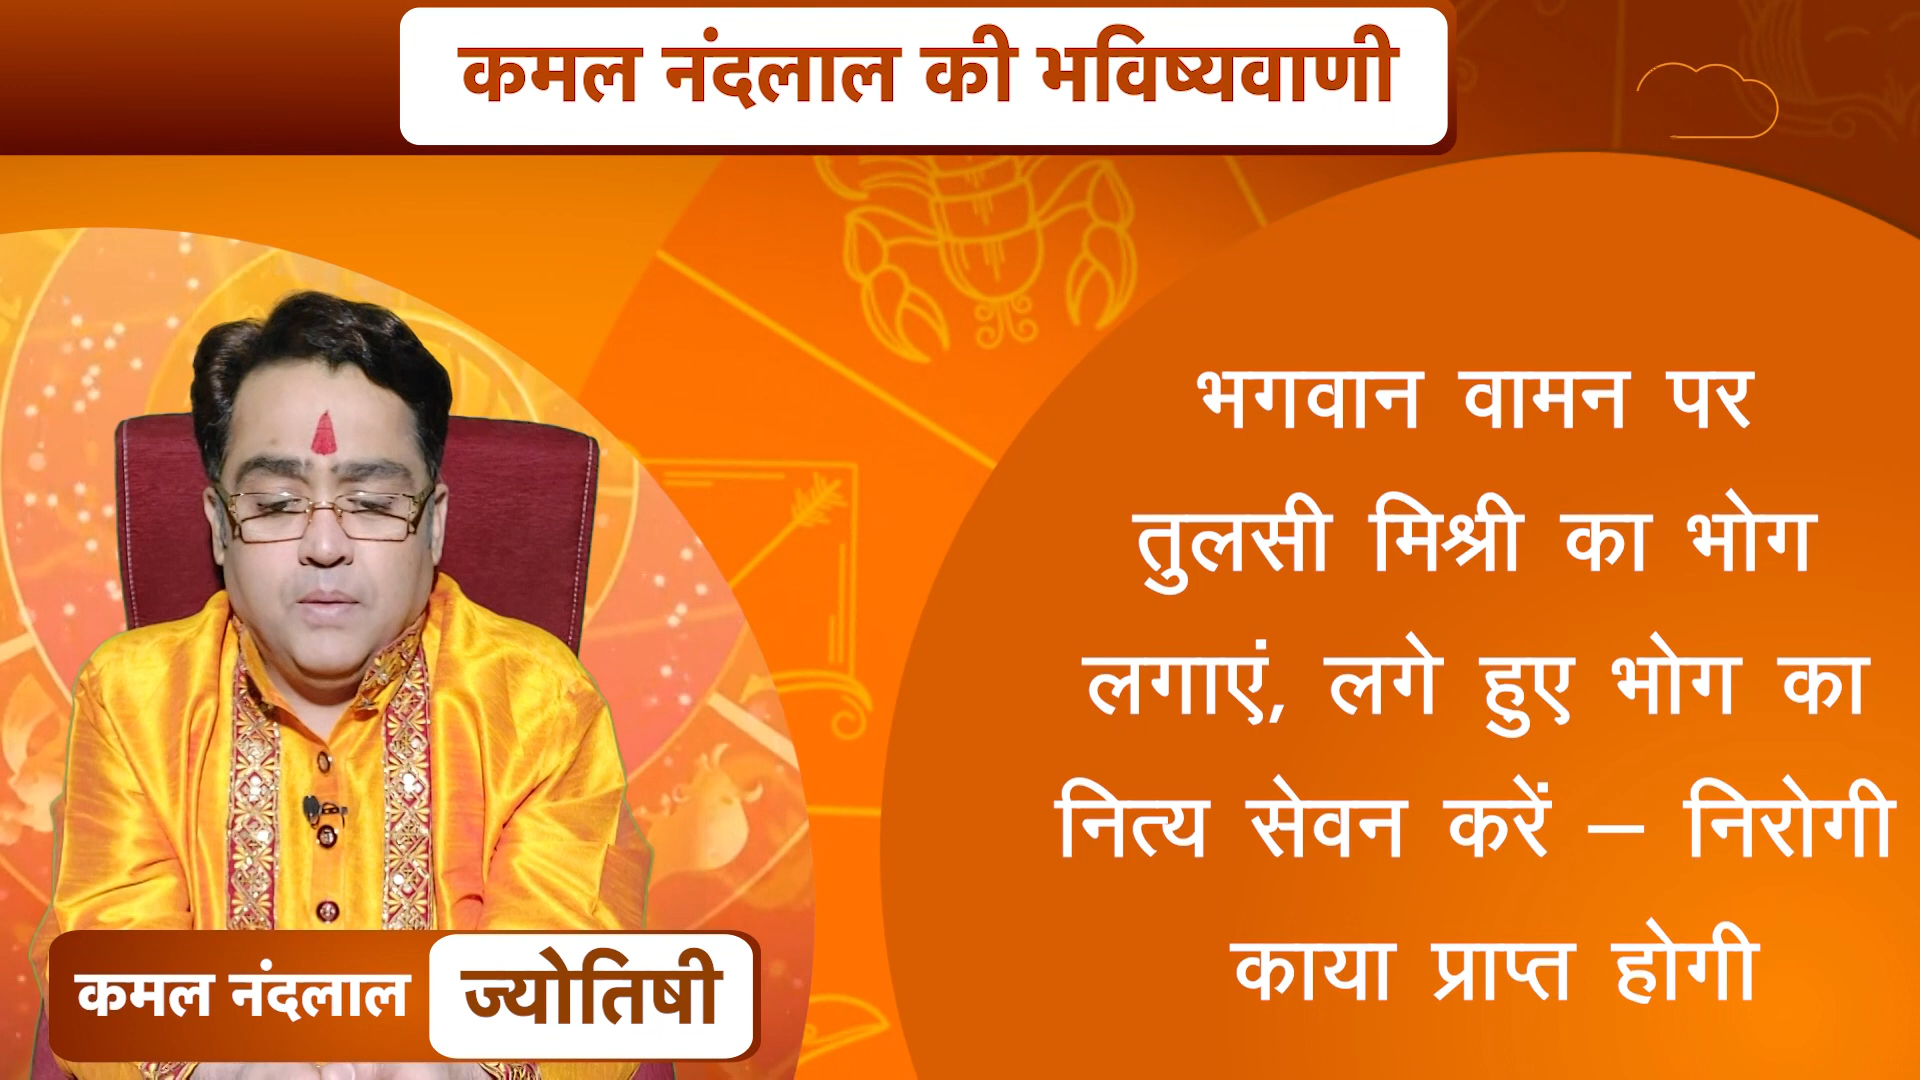 कमल नंदलाल की भविष्यवाणी
भगवान वामन पर
तुलसी मिश्री का भोग
लगाएं, लगे हुए भोग का
नित्य सेवन करें – निरोगी
काया प्राप्त होगी
कमल नंदलाल ज्योतिषी